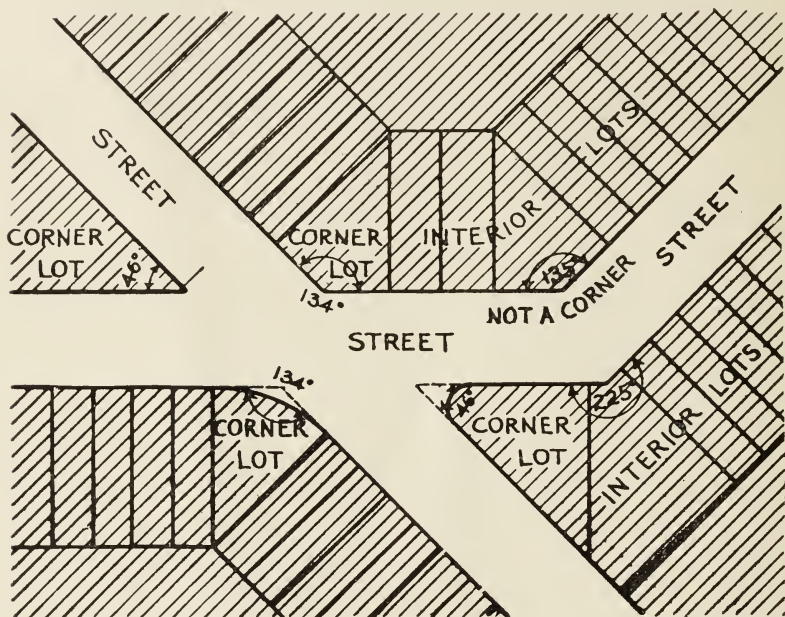 STREET
LOTS
CORNER
LOT
46°
CORNER
LOT
134°
INTERIOR
135°
NOT A CORNER
STREET
STREET
134°
CORNER
LOT
46°
CORNER
LOT
225°
INTERIOR LOTS